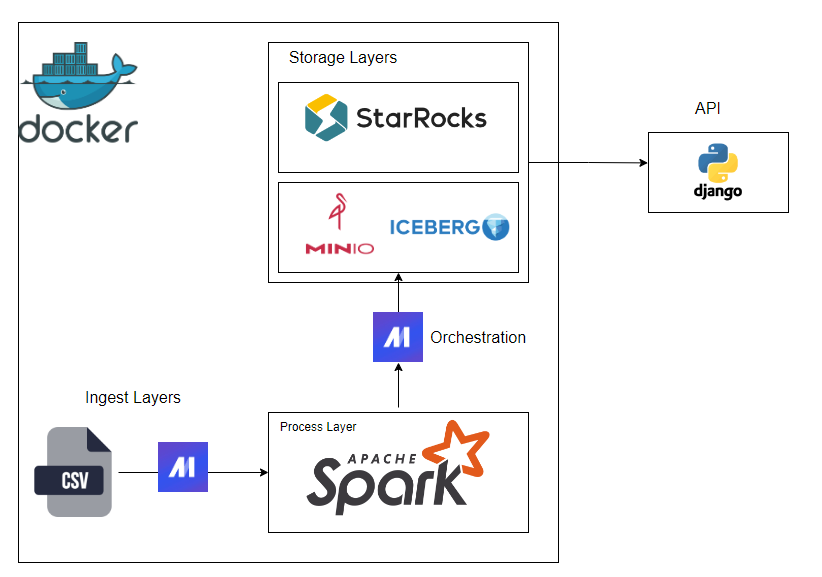 docker
Storage Layers
StarRocks
MINIO
ICEBERG
API
django
Orchestration
Ingest Layers
CSV
Process Layer
APACHE
Spark